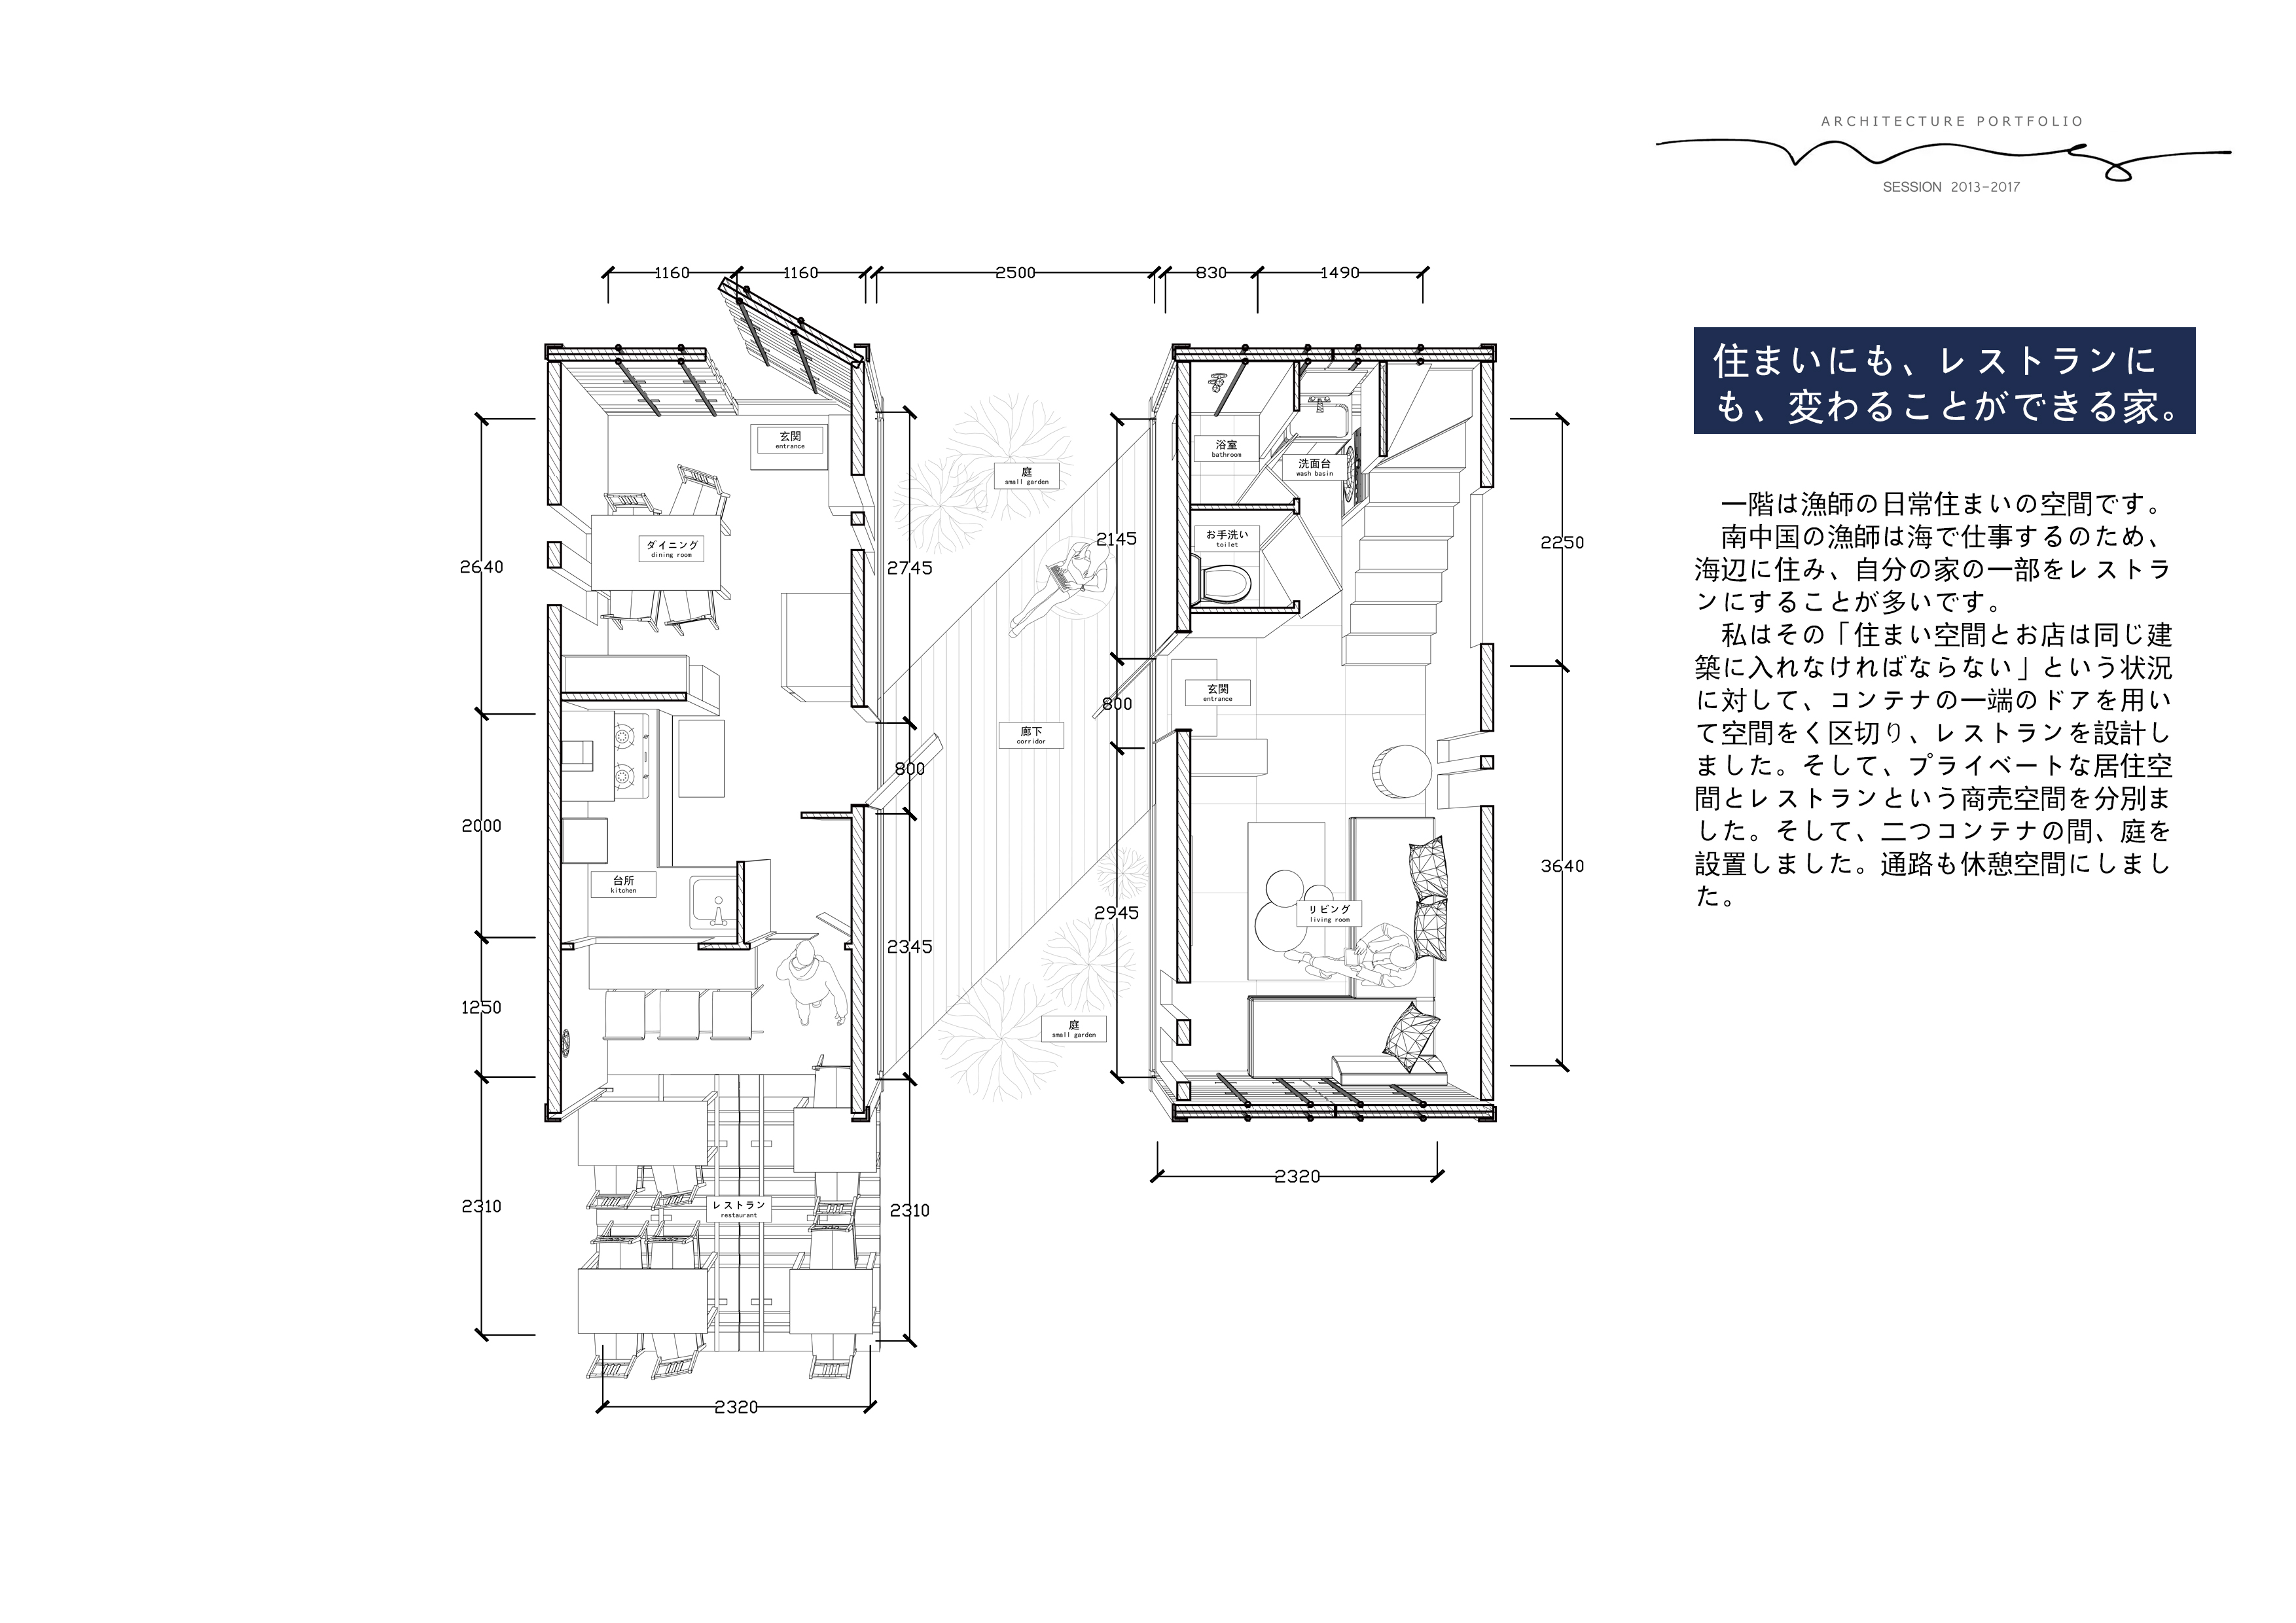 ARCHITECTURE PORTFOLIO
SESSION 2013-2017
住まいにも、レストランに
も、変わることができる家。
一階は漁師の日常住まいの空間です。
南中国の漁師は海で仕事するのため、
海辺に住み、自分の家の一部をレストラ
ンにすることが多いです。
私はその「住まい空間とお店は同じ建
築に入れなければならない」という状況
に対して、コンテナの一端のドアを用い
て空間をく区切り、レストランを設計し
ました。そして、プライベートな居住空
間とレストランという商売空間を分別ま
した。そして、二つコンテナの間、庭を
設置しました。通路も休憩空間にしまし
た。
1160
1160
2500
830
1490
玄関
entrance
庭
small garden
浴室
bathroom
洗面台
wash basin
ダイニング
dining room
お手洗い
toilet
2640
2745
2145
2250
玄関
entrance
800
廊下
corridor
800
2000
3640
台所
kitchen
リビング
living room
2945
2345
1250
庭
small garden
2310
レストラン
restaurant
2310
2320
2320